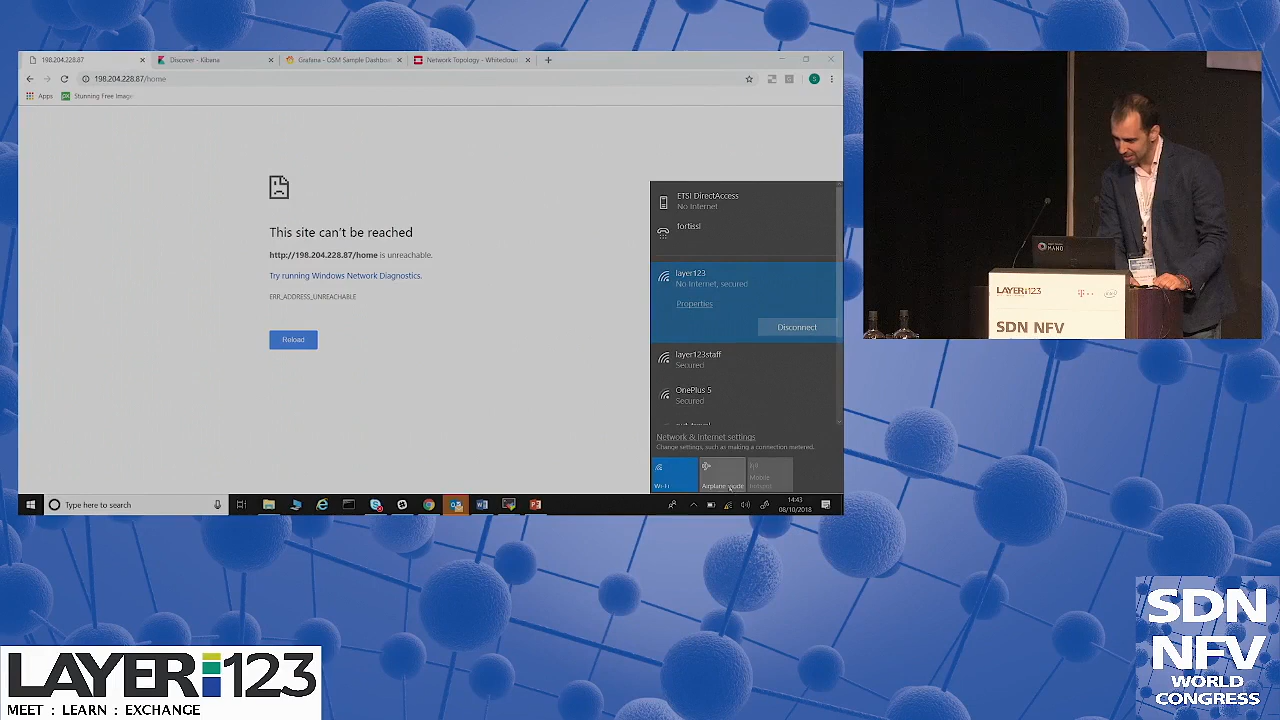 198.204.228.87
Discover - Kibana
Grafana - OSM Sample Dashboa
Network Topology - Whitecloud
198.204.228.87/home
S
Apps
Stunning Free Image
This site can't be reached
http://198.204.228.87/home is unreachable.
Try running Windows Network Diagnostics.
ERR_ADDRESS_UNREACHABLE
Reload
ETSI DirectAccess
No Internet
fortissl
layer123
No Internet, secured
Properties
Disconnect
layer123staff
Secured
OnePlus 5
Secured
Network & Internet settings
Change settings, such as making a connection metered.
Wi-Fi
Airplane mode
Mobile
hotspot
Type here to search
14:43
08/10/2018
MANO
LAYER123
SDN NFV
LAYER123
MEET : LEARN : EXCHANGE
SDN
NFV
WORLD
CONGRESS